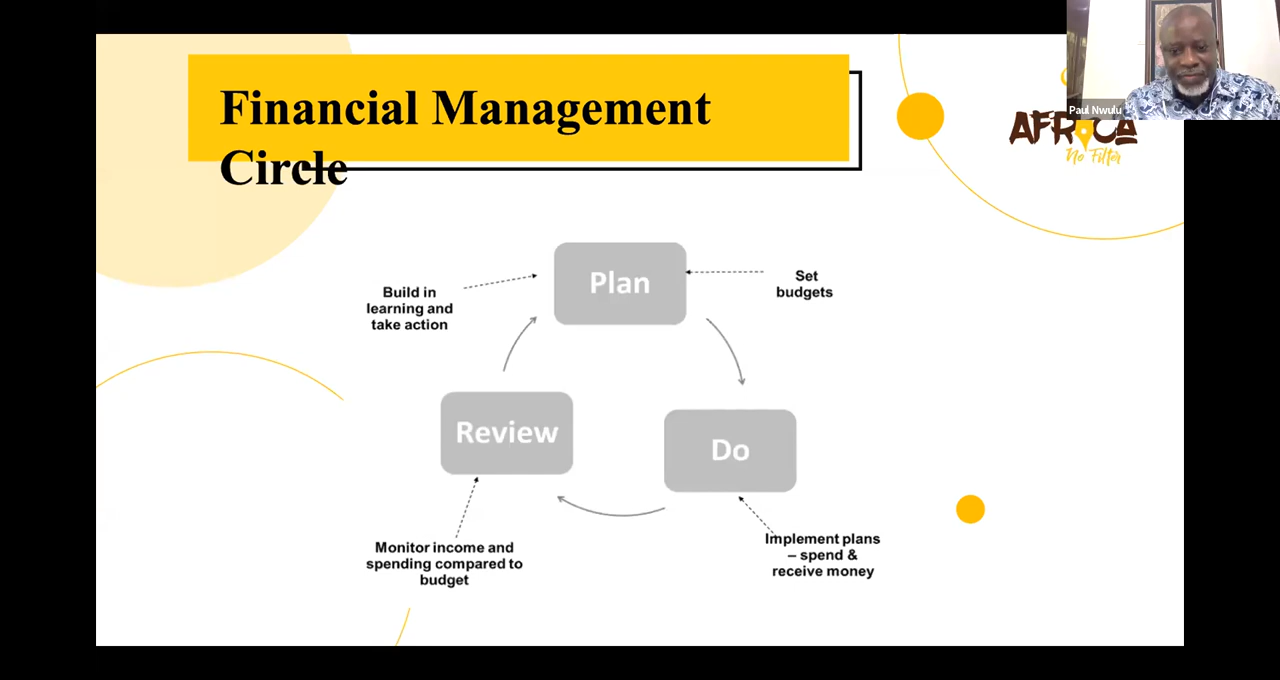 Financial Management
Circle
Paul Nwulu
AFRICA
No Filter
Plan
Set
budgets
Build in
learning and
take action
Review
Do
Monitor income and
spending compared to
budget
Implement plans
– spend &
receive money